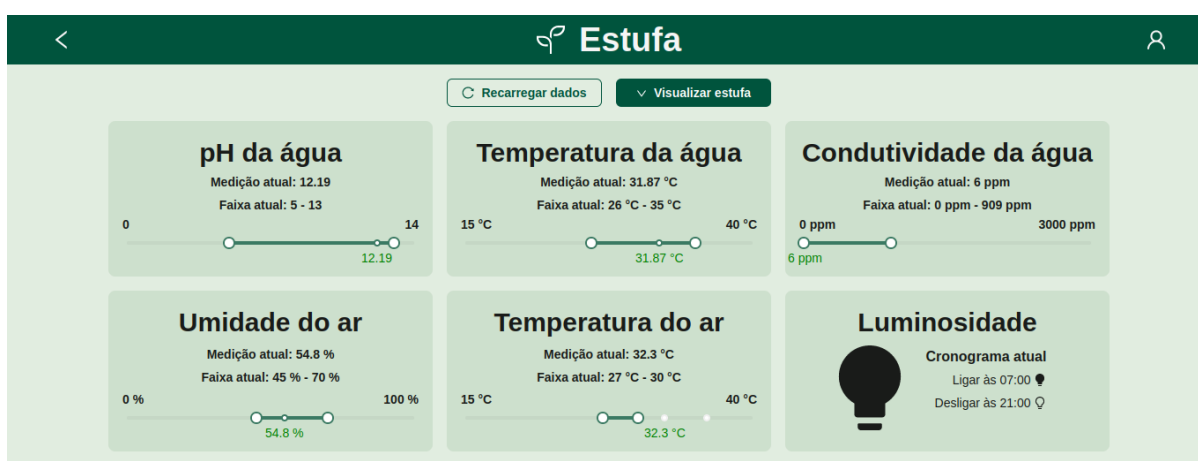 Estufa
Recarregar dados
Visualizar estufa
pH da água
Medição atual: 12.19
Faixa atual: 5 - 13
0 14
12.19
Temperatura da água
Medição atual: 31.87 °C
Faixa atual: 26 °C - 35 °C
15 °C 40 °C
31.87 °C
Condutividade da água
Medição atual: 6 ppm
Faixa atual: 0 ppm - 909 ppm
0 ppm 3000 ppm
6 ppm
Umidade do ar
Medição atual: 54.8 %
Faixa atual: 45 % - 70 %
0 % 100 %
54.8 %
Temperatura do ar
Medição atual: 32.3 °C
Faixa atual: 27 °C - 30 °C
15 °C 40 °C
32.3 °C
Luminosidade
Cronograma atual
Ligar às 07:00
Desligar às 21:00